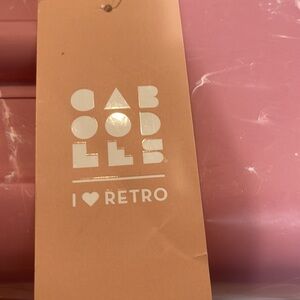 CAB
OOD
LES
I ♥ RETRO